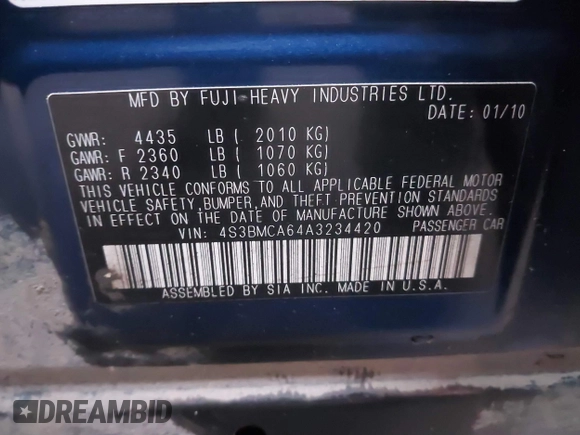 MFD BY FUJI-HEAVY INDUSTRIES LTD.
DATE: 01/10
GVWR: 4435 LB ( 2010 KG)
GAWR: F 2360 LB ( 1070 KG)
GAWR: R 2340 LB ( 1060 KG)
THIS VEHICLE CONFORMS TO ALL APPLICABLE FEDERAL MOTOR
VEHICLE SAFETY, BUMPER, AND THEFT PREVENTION STANDARDS
IN EFFECT ON THE DATE OF MANUFACTURE SHOWN ABOVE.
VIN: 4S3BMCA64A3234420 PASSENGER CAR
ASSEMBLED BY SIA INC. MADE IN U.S.A.
DREAMBID